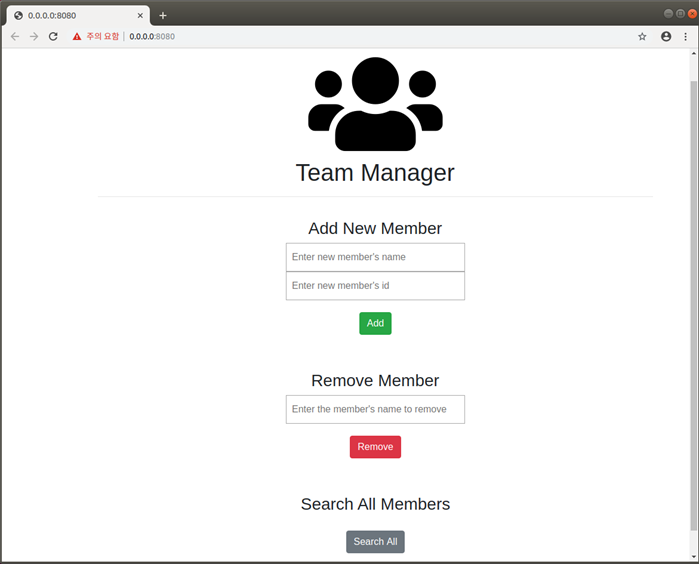 0.0.0.0:8080
주의 요함 | 0.0.0.0:8080
Team Manager
Add New Member
Enter new member's name
Enter new member's id
Add
Remove Member
Enter the member's name to remove
Remove
Search All Members
Search All